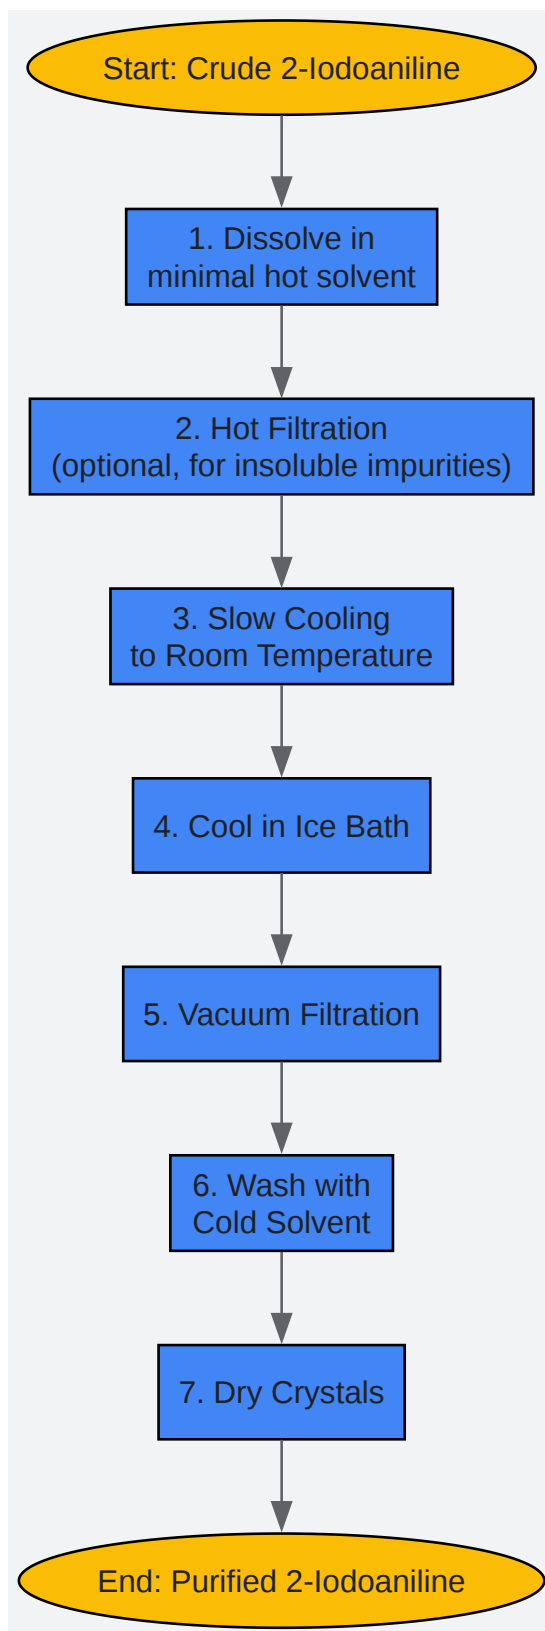 Start: Crude 2-Iodoaniline
1. Dissolve in
minimal hot solvent
2. Hot Filtration
(optional, for insoluble impurities)
3. Slow Cooling
to Room Temperature
4. Cool in Ice Bath
5. Vacuum Filtration
6. Wash with
Cold Solvent
7. Dry Crystals
End: Purified 2-Iodoaniline